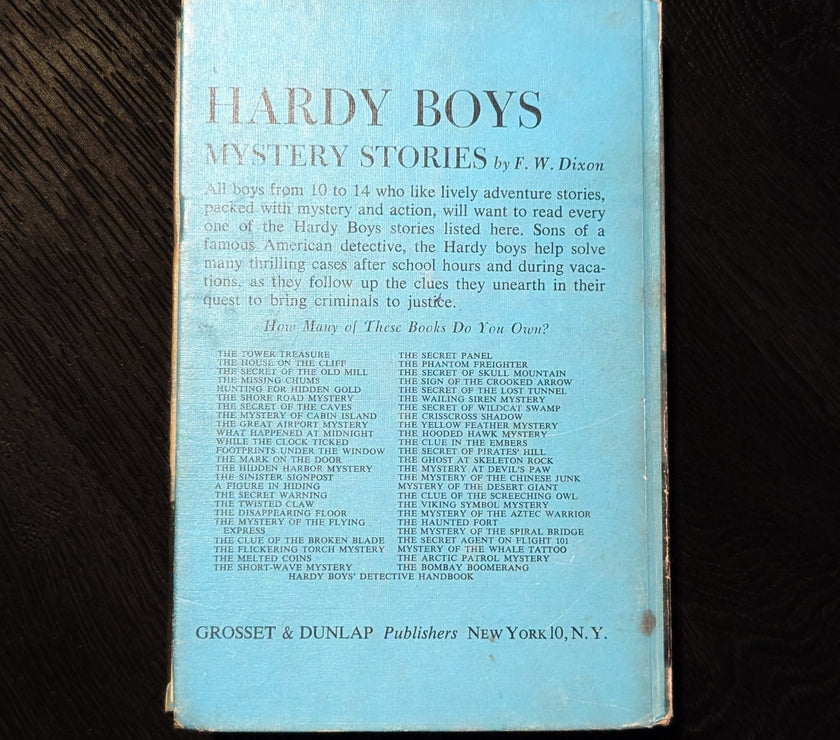 HARDY BOYS
MYSTERY STORIES by F. W. Dixon
All boys from 10 to 14 who like lively adventure stories,
packed with mystery and action, will want to read every
one of the Hardy Boys stories listed here. Sons of a
famous American detective, the Hardy boys help solve
many thrilling cases after school hours and during vaca-
tions, as they follow up the clues they unearth in their
quest to bring criminals to justice.
How Many of These Books Do You Own?
THE TOWER TREASURE
THE HOUSE ON THE CLIFF
THE SECRET OF THE OLD MILL
THE MISSING CHUMS
HUNTING FOR HIDDEN GOLD
THE SHORE ROAD MYSTERY
THE SECRET OF THE CAVES
THE MYSTERY OF CABIN ISLAND
THE GREAT AIRPORT MYSTERY
WHAT HAPPENED AT MIDNIGHT
WHILE THE CLOCK TICKED
FOOTPRINTS UNDER THE WINDOW
THE MARK ON THE DOOR
THE HIDDEN HARBOR MYSTERY
THE SINISTER SIGNPOST
A FIGURE IN HIDING
THE SECRET WARNING
THE TWISTED CLAW
THE DISAPPEARING FLOOR
THE MYSTERY OF THE FLYING
EXPRESS
THE CLUE OF THE BROKEN BLADE
THE FLICKERING TORCH MYSTERY
THE MELTED COINS
THE SHORT-WAVE MYSTERY
THE SECRET PANEL
THE PHANTOM FREIGHTER
THE SECRET OF SKULL MOUNTAIN
THE SIGN OF THE CROOKED ARROW
THE SECRET OF THE LOST TUNNEL
THE WAILING SIREN MYSTERY
THE SECRET OF WILDCAT SWAMP
THE CRISSCROSS SHADOW
THE YELLOW FEATHER MYSTERY
THE HOODED HAWK MYSTERY
THE CLUE IN THE EMBERS
THE SECRET OF PIRATES' HILL
THE GHOST AT SKELETON ROCK
THE MYSTERY AT DEVIL'S PAW
THE MYSTERY OF THE CHINESE JUNK
MYSTERY OF THE DESERT GIANT
THE CLUE OF THE SCREECHING OWL
THE VIKING SYMBOL MYSTERY
THE MYSTERY OF THE AZTEC WARRIOR
THE HAUNTED FORT
THE MYSTERY OF THE SPIRAL BRIDGE
THE SECRET AGENT ON FLIGHT 101
MYSTERY OF THE WHALE TATTOO
THE ARCTIC PATROL MYSTERY
THE BOMBAY BOOMERANG
HARDY BOYS' DETECTIVE HANDBOOK
GROSSET & DUNLAP Publishers NEW YORK 10, N. Y.